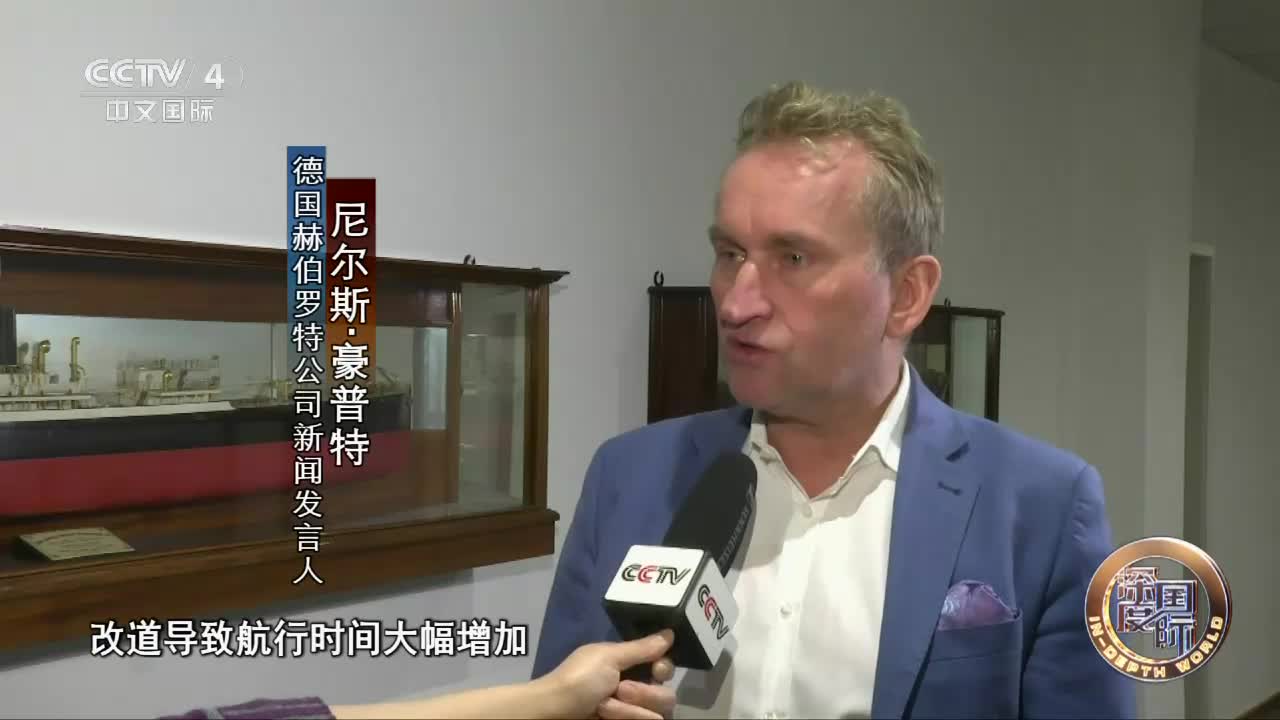 CCTV 4
中文国际
德国赫伯罗特公司新闻发言人
尼尔斯·豪普特
CCTV
CCTV
改道导致航行时间大幅增加
深度国际
IN-DEPTH WORLD